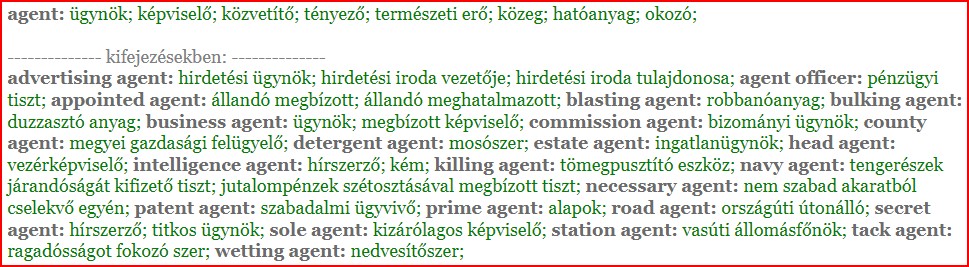 agent: ügynök; képviselő; közvetítő; tényező; természeti erő; közeg; hatóanyag; okozó;
-------------- kifejezésekben: --------------
advertising agent: hirdetési ügynök; hirdetési iroda vezetője; hirdetési iroda tulajdonosa; agent officer: pénzügyi
tiszt; appointed agent: állandó megbízott; állandó meghatalmazott; blasting agent: robbanóanyag; bulking agent:
duzzasztó anyag; business agent: ügynök; megbízott képviselő; commission agent: bizományi ügynök; county
agent: megyei gazdasági felügyelő; detergent agent: mosószer; estate agent: ingatlanügynök; head agent:
vezérképviselő; intelligence agent: hírszerző; kém; killing agent: tömegpusztító eszköz; navy agent: tengerészek
járandóságát kifizető tiszt; jutalompénzek szétosztásával megbízott tiszt; necessary agent: nem szabad akaratból
cselekvő egyén; patent agent: szabadalmi ügyvivő; prime agent: alapok; road agent: országúti útonálló; secret
agent: hírszerző; titkos ügynök; sole agent: kizárólagos képviselő; station agent: vasúti állomásfőnök; tack agent:
ragadósságot fokozó szer; wetting agent: nedvesítőszer;